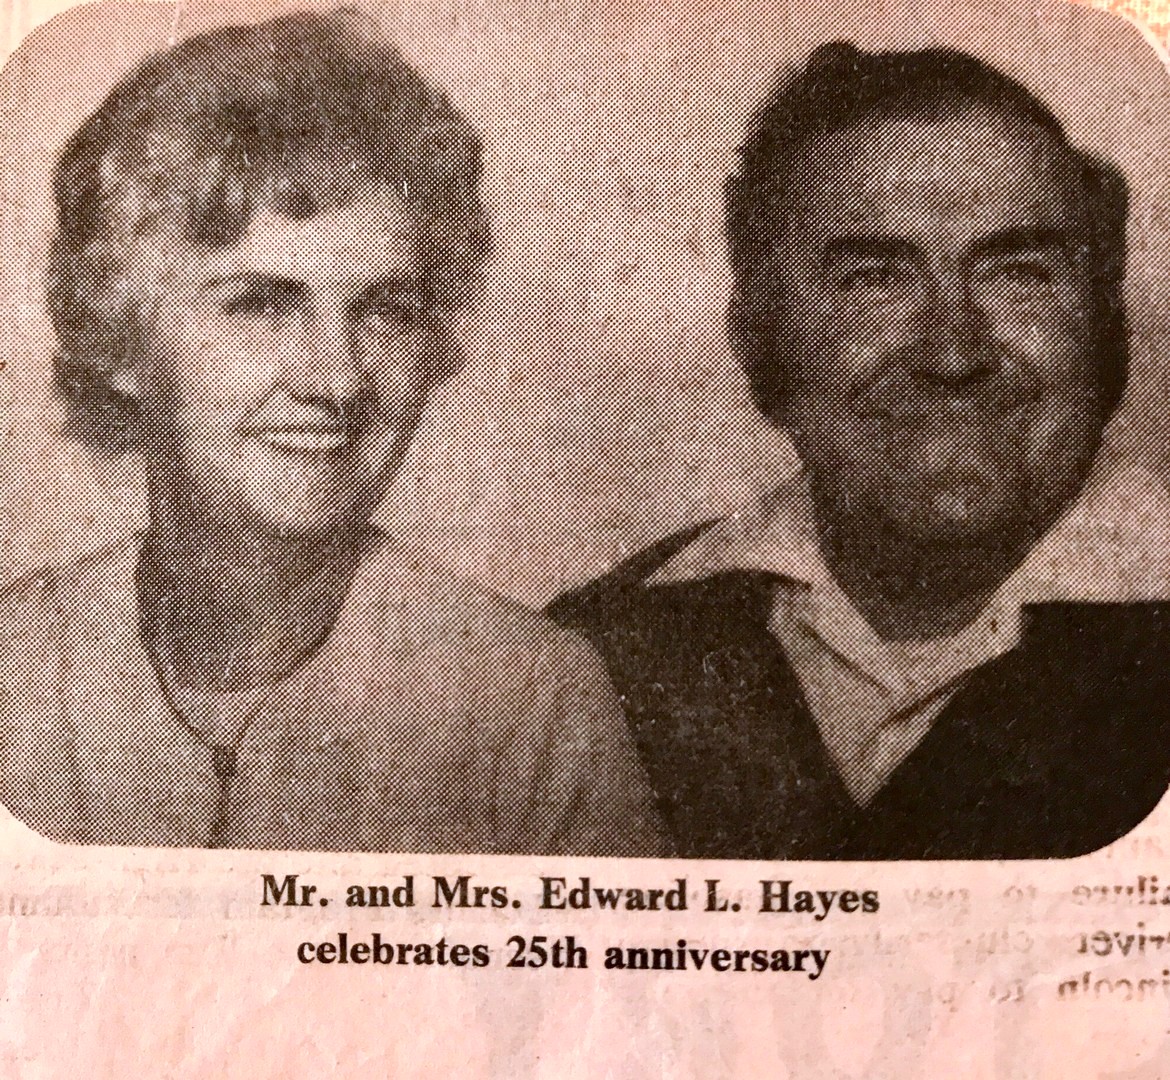 Mr. and Mrs. Edward L. Hayes
celebrates 25th anniversary